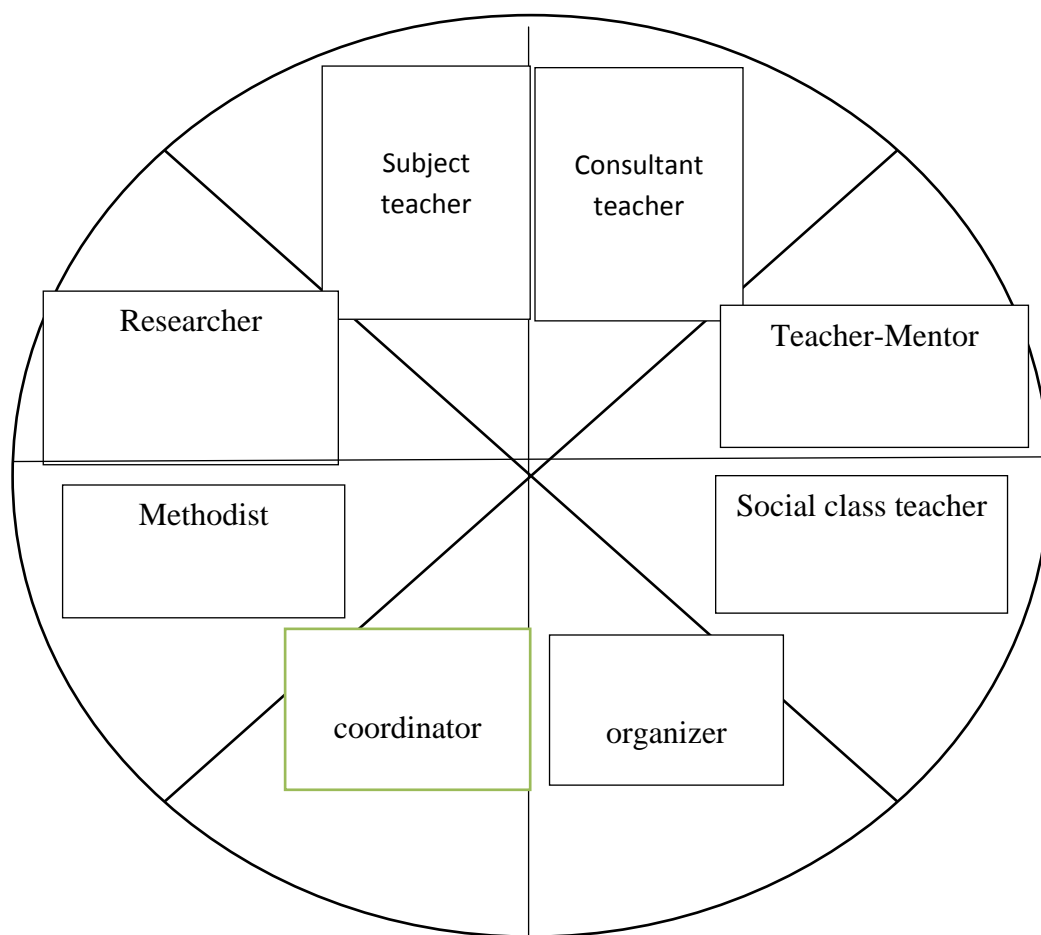 Subject
teacher
Consultant
teacher
Researcher
Teacher-Mentor
Methodist
Social class teacher
coordinator
organizer